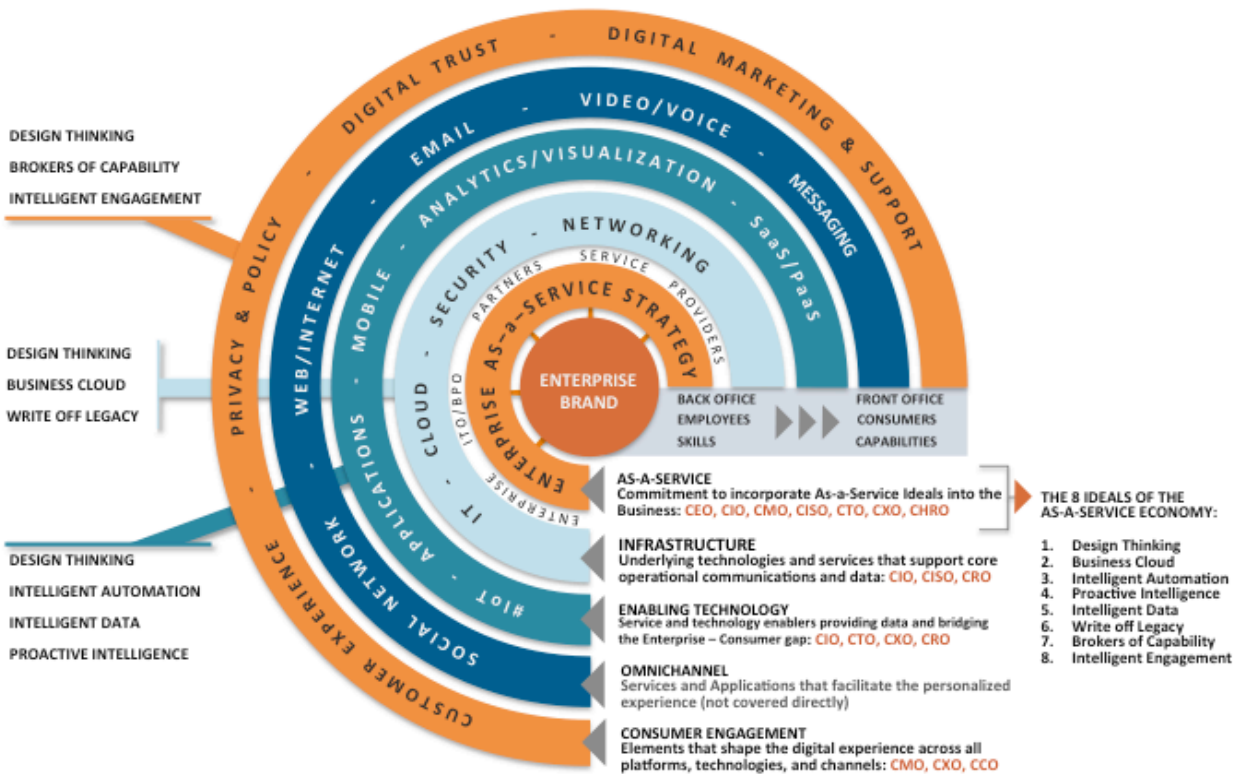 DIGITAL TRUST - DIGITAL MARKETING & SUPPORT
CUSTOMER EXPERIENCE - PRIVACY & POLICY -
SOCIAL NETWORK - WEB/INTERNET - EMAIL - VIDEO/VOICE - MESSAGING
#IoT - APPLICATIONS - MOBILE - ANALYTICS/VISUALIZATION - SaaS/PaaS
IT - CLOUD - SECURITY - NETWORKING
ENTERPRISE ITO/BPO PARTNERS SERVICE PROVIDERS
ENTERPRISE AS-a-SERVICE STRATEGY
ENTERPRISE
BRAND
DESIGN THINKING
BROKERS OF CAPABILITY
INTELLIGENT ENGAGEMENT
DESIGN THINKING
BUSINESS CLOUD
WRITE OFF LEGACY
DESIGN THINKING
INTELLIGENT AUTOMATION
INTELLIGENT DATA
PROACTIVE INTELLIGENCE
BACK OFFICE
EMPLOYEES
SKILLS
FRONT OFFICE
CONSUMERS
CAPABILITIES
AS-A-SERVICE
Commitment to incorporate As-a-Service Ideals into the
Business: CEO, CIO, CMO, CISO, CTO, CXO, CHRO
INFRASTRUCTURE
Underlying technologies and services that support core
operational communications and data: CIO, CISO, CRO
ENABLING TECHNOLOGY
Service and technology enablers providing data and bridging
the Enterprise – Consumer gap: CIO, CTO, CXO, CRO
OMNICHANNEL
Services and Applications that facilitate the personalized
experience (not covered directly)
CONSUMER ENGAGEMENT
Elements that shape the digital experience across all
platforms, technologies, and channels: CMO, CXO, CCO
THE 8 IDEALS OF THE
AS-A-SERVICE ECONOMY:
1. Design Thinking
2. Business Cloud
3. Intelligent Automation
4. Proactive Intelligence
5. Intelligent Data
6. Write off Legacy
7. Brokers of Capability
8. Intelligent Engagement